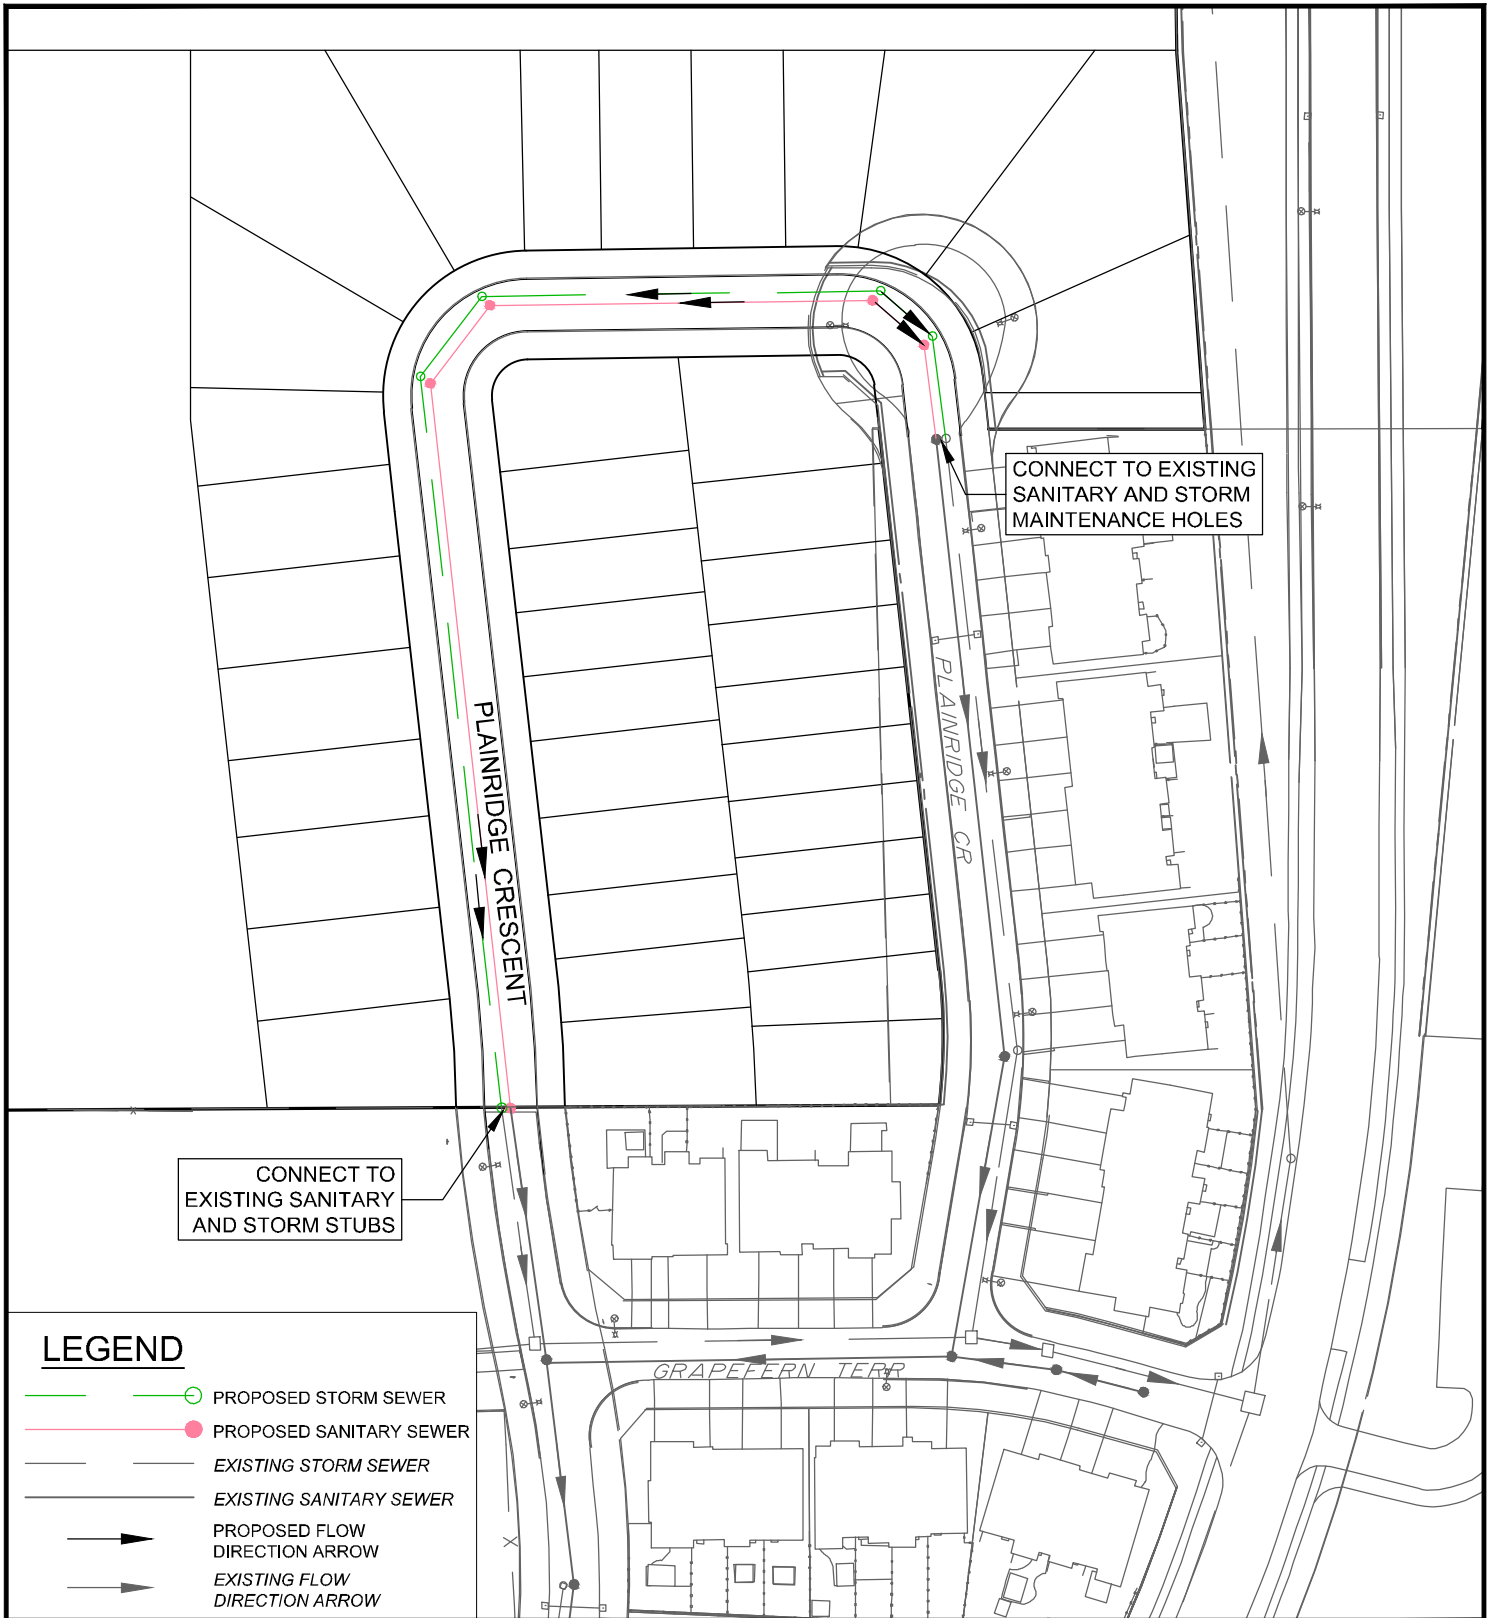 CONNECT TO EXISTING
SANITARY AND STORM
MAINTENANCE HOLES
PLAINRIDGE CR
PLAINRIDGE CRESCENT
CONNECT TO
EXISTING SANITARY
AND STORM STUBS
GRAPEFERN TERR
LEGEND
PROPOSED STORM SEWER
PROPOSED SANITARY SEWER
EXISTING STORM SEWER
EXISTING SANITARY SEWER
PROPOSED FLOW
DIRECTION ARROW
EXISTING FLOW
DIRECTION ARROW